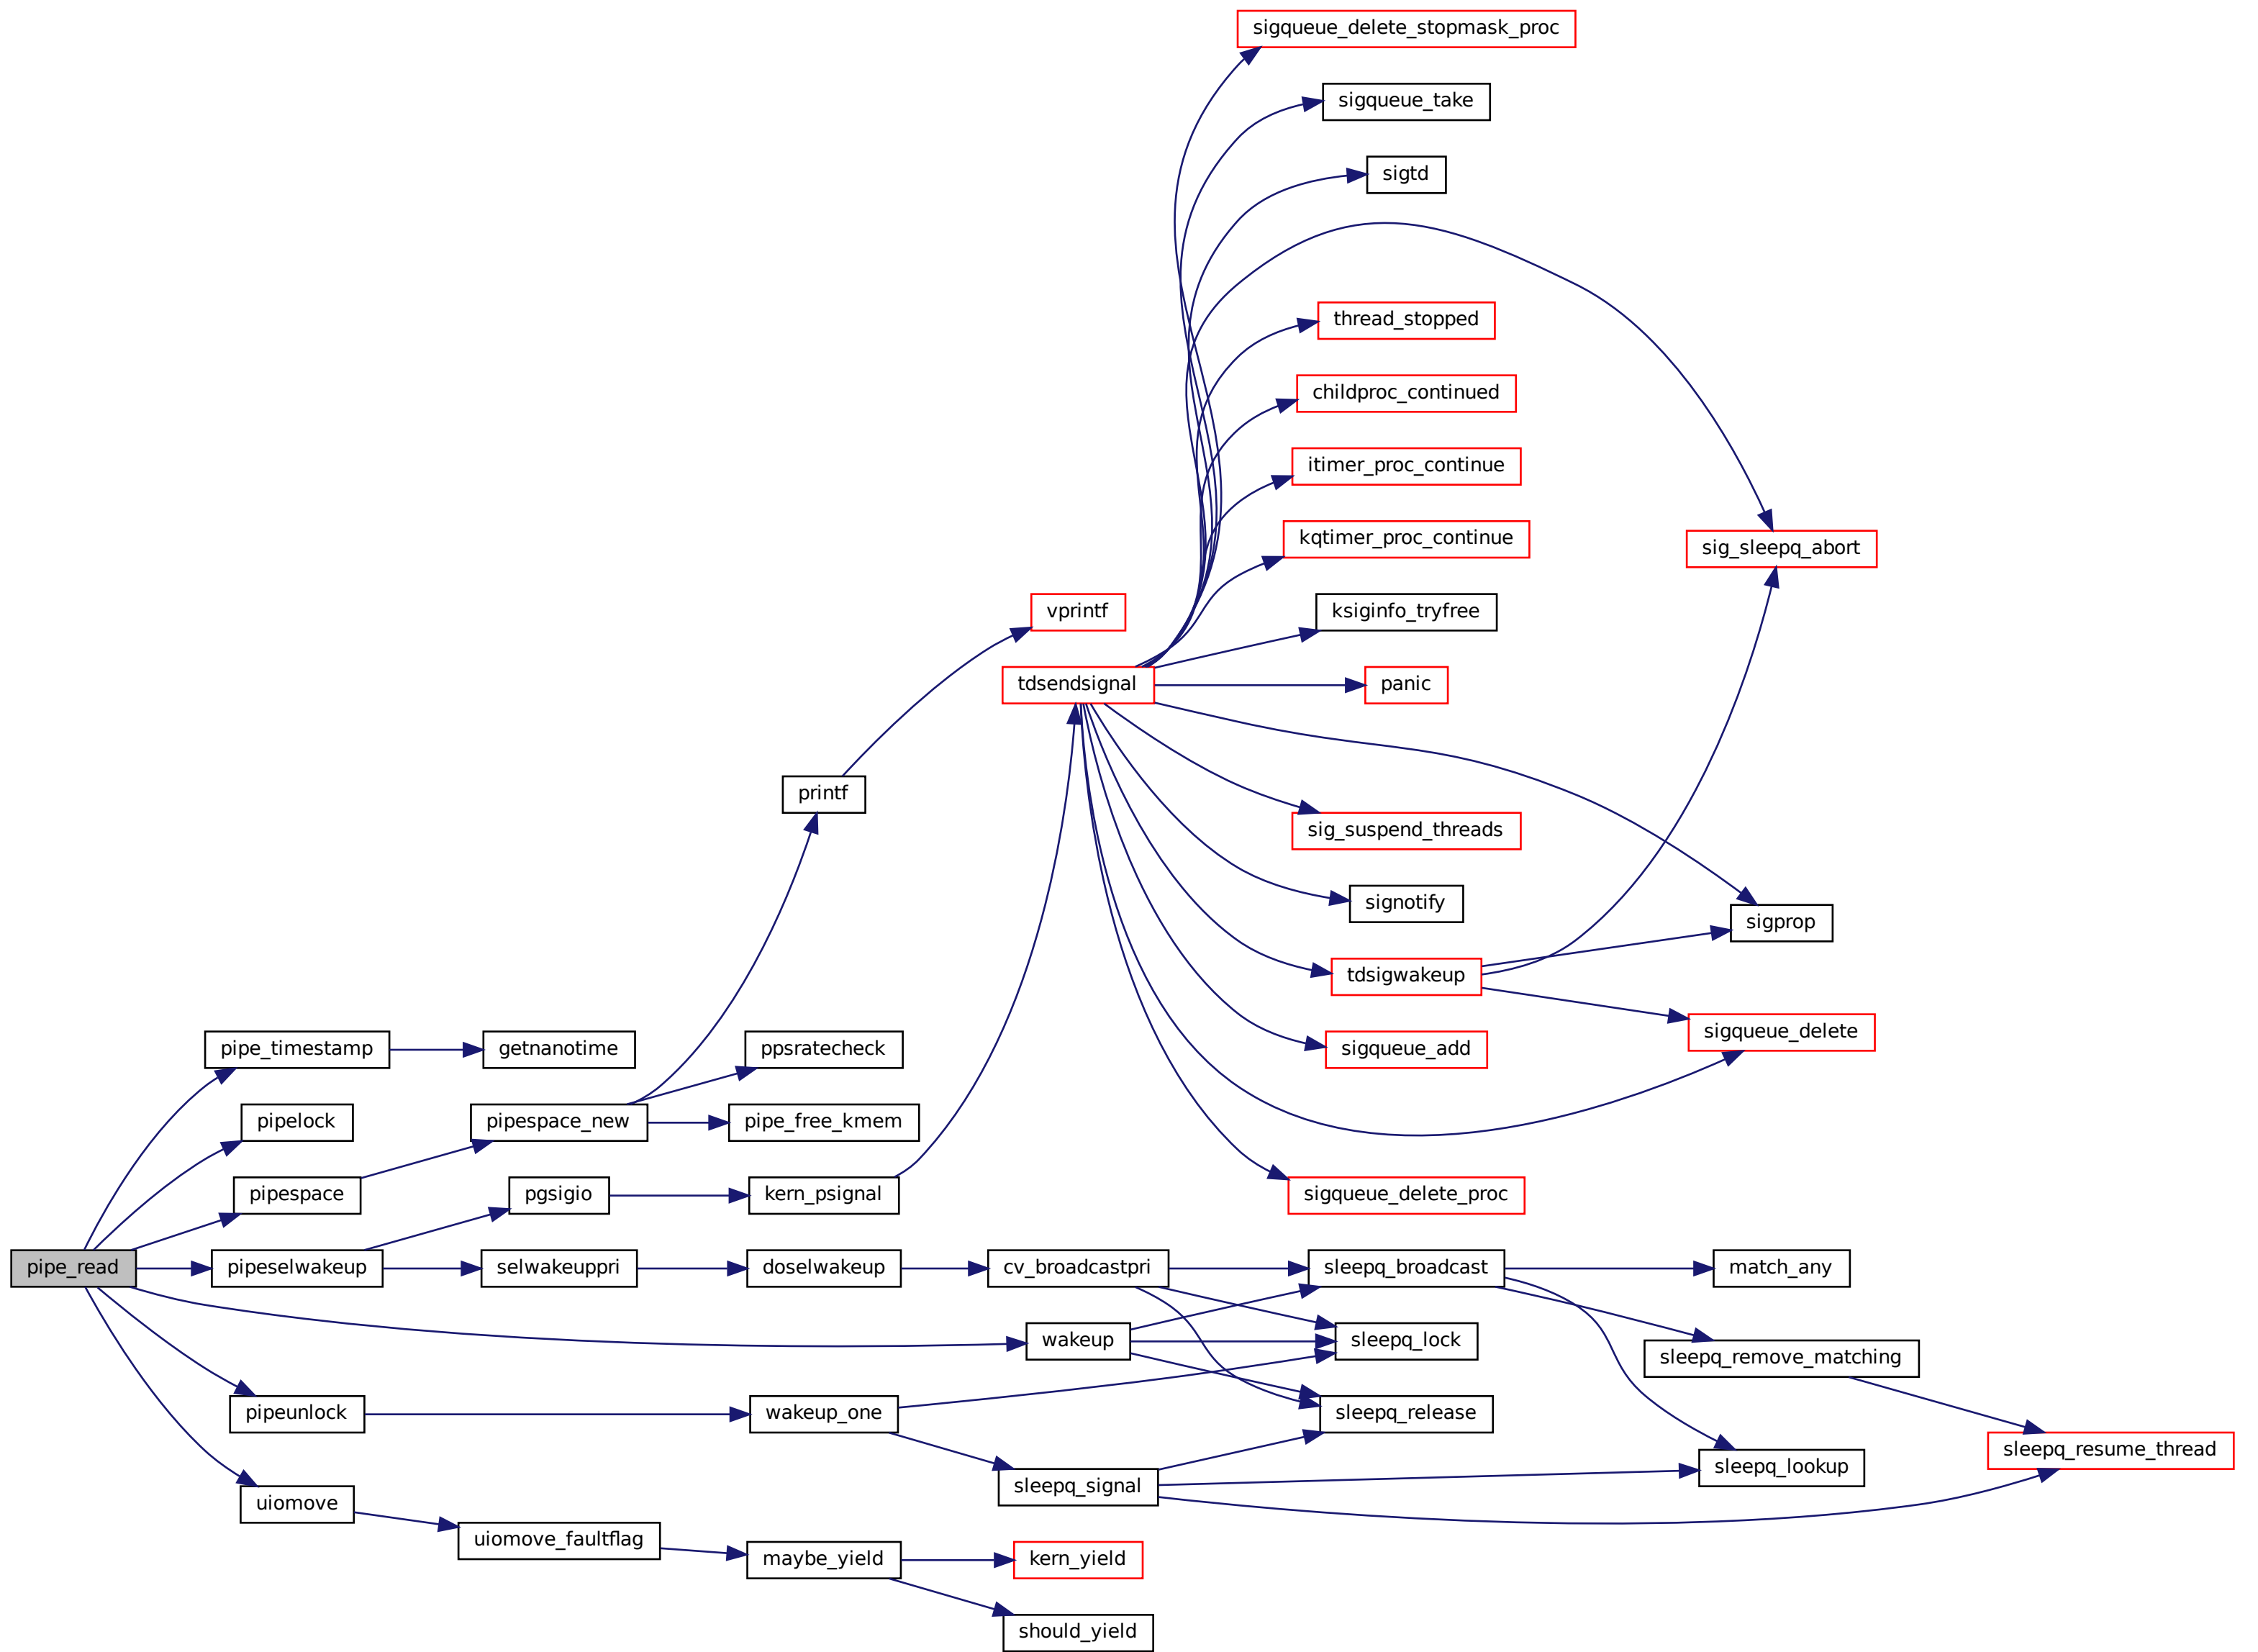 sigqueue_delete_stopmask_proc
sigqueue_take
sigtd
thread_stopped
childproc_continued
itimer_proc_continue
kqtimer_proc_continue
sig_sleepq_abort
vprintf
ksiginfo_tryfree
tdsendsignal
panic
printf
sig_suspend_threads
signotify
sigprop
tdsigwakeup
pipe_timestamp
getnanotime
ppsratecheck
sigqueue_add
sigqueue_delete
pipelock
pipespace_new
pipe_free_kmem
pipespace
pgsigio
kern_psignal
sigqueue_delete_proc
pipe_read
pipeselwakeup
selwakeuppri
doselwakeup
cv_broadcastpri
sleepq_broadcast
match_any
wakeup
sleepq_lock
sleepq_remove_matching
pipeunlock
wakeup_one
sleepq_release
sleepq_resume_thread
sleepq_lookup
sleepq_signal
uiomove
uiomove_faultflag
maybe_yield
kern_yield
should_yield